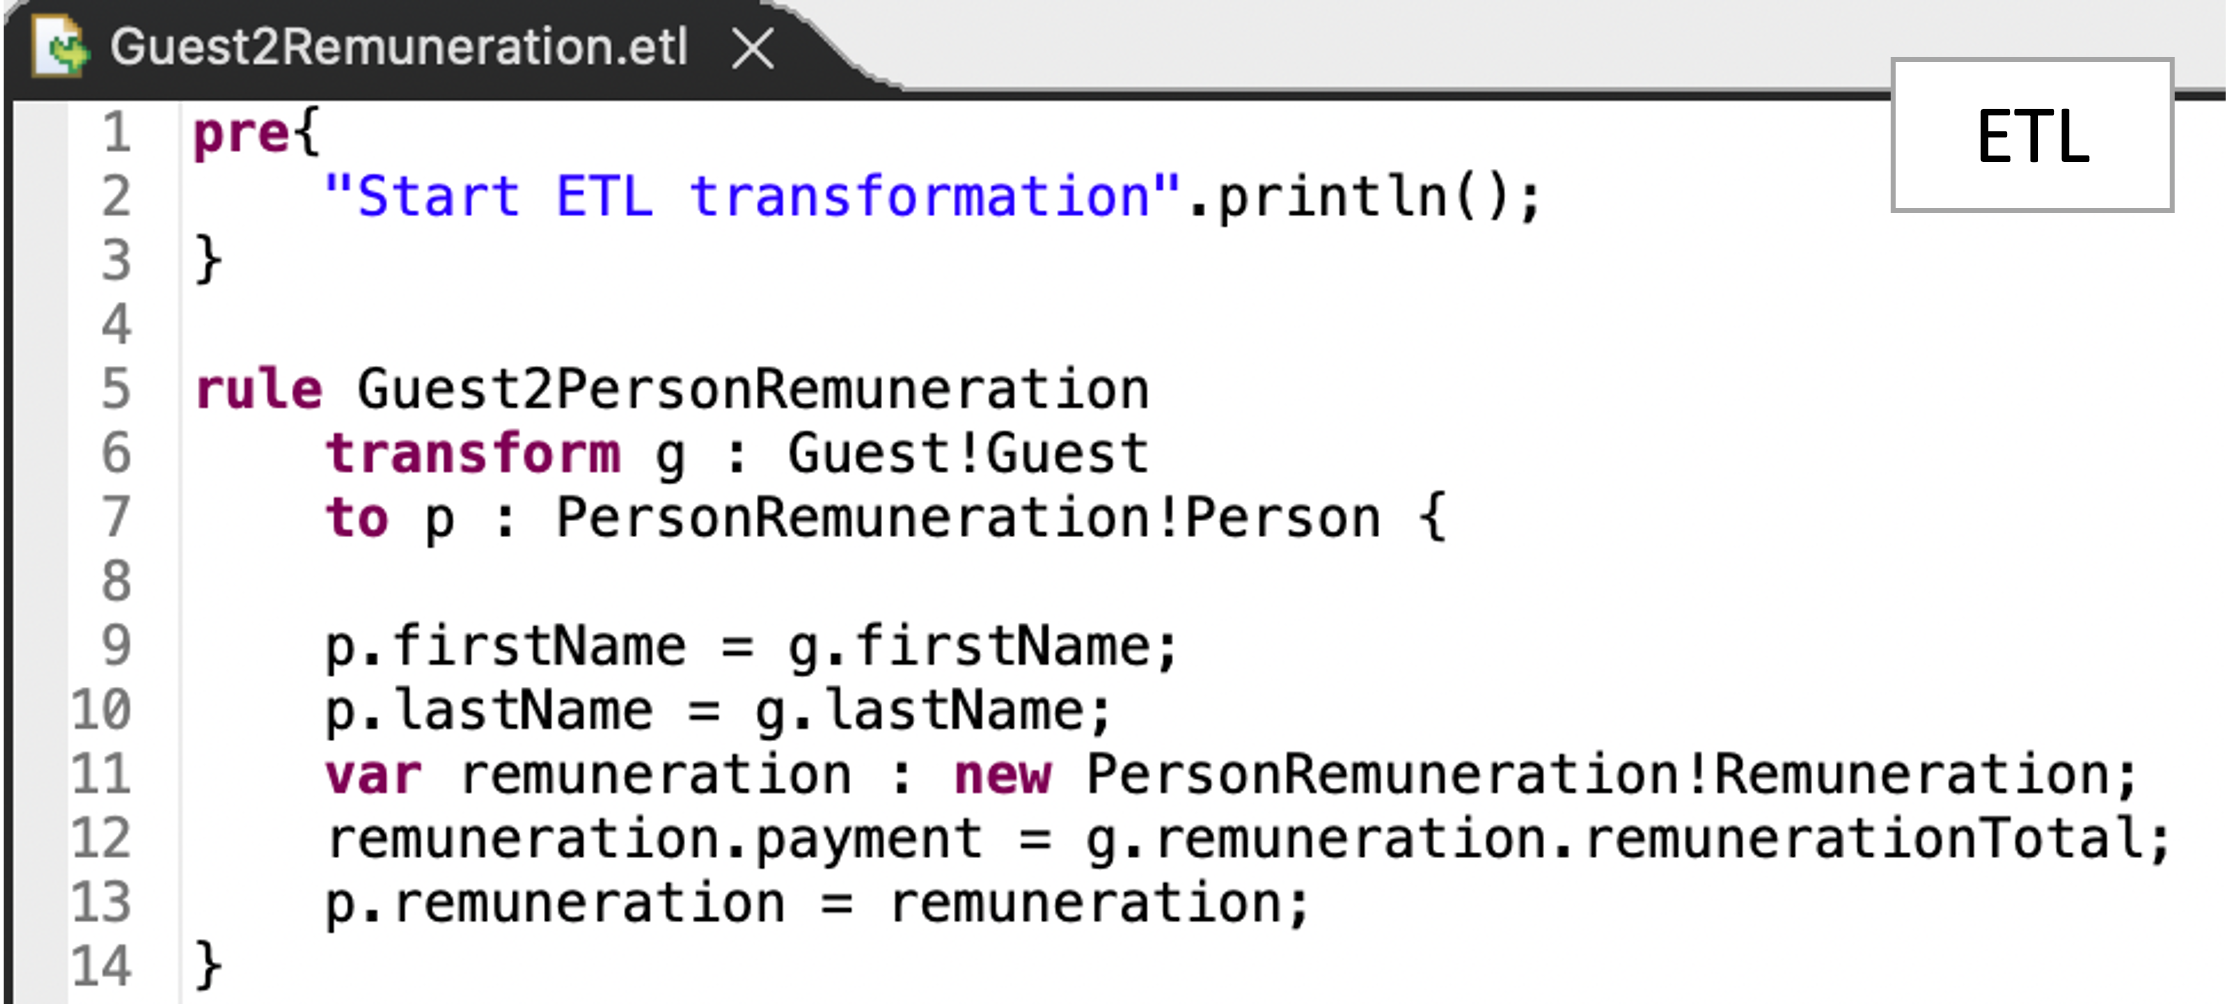 Guest2Remuneration.etl
ETL
1 pre{
2     "Start ETL transformation".println();
3 }
4
5 rule Guest2PersonRemuneration
6     transform g : Guest!Guest
7     to p : PersonRemuneration!Person {
8
9     p.firstName = g.firstName;
10     p.lastName = g.lastName;
11     var remuneration : new PersonRemuneration!Remuneration;
12     remuneration.payment = g.remuneration.remunerationTotal;
13     p.remuneration = remuneration;
14 }